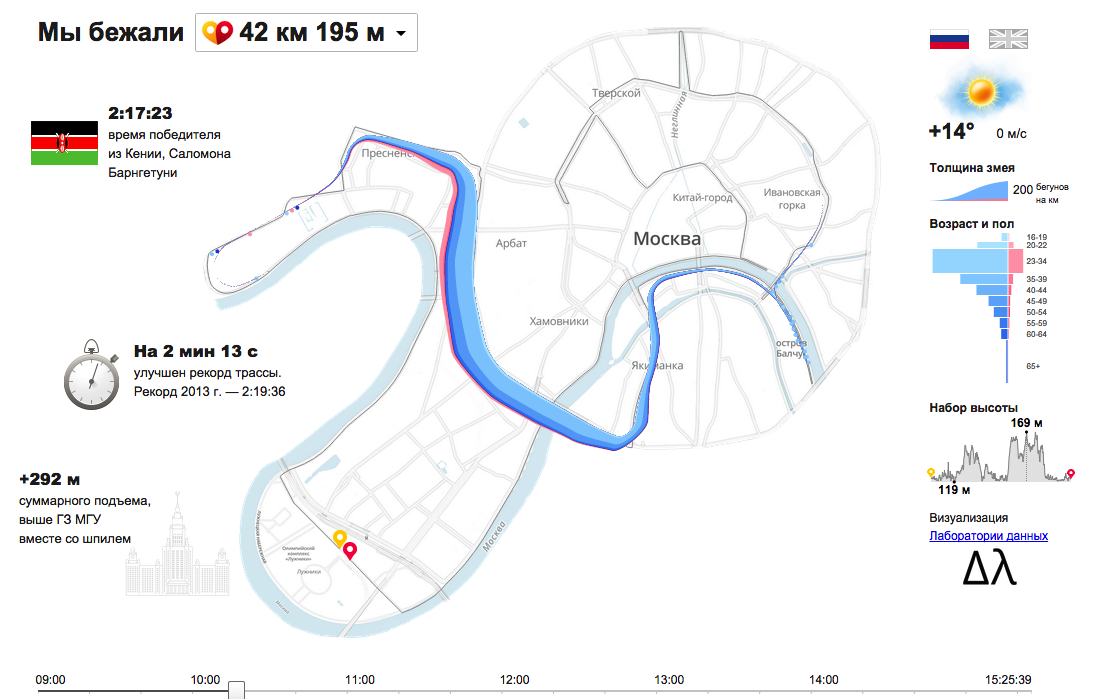 Мы бежали 42 км 195 м
2:17:23
время победителя
из Кении, Саломона
Барнгетуни
На 2 мин 13 с
улучшен рекорд трассы.
Рекорд 2013 г. — 2:19:36
+292 м
суммарного подъема,
выше ГЗ МГУ
вместе со шпилем
Тверской
Неглинная
Китай-город
Ивановская
горка
Москва
Арбат
Хамовники
остров
Москва
Олимпийский
комплекс
«Лужники»
Лужники
+14° 0 м/с
Толщина змея
200 бегунов
на км
Возраст и пол
16-19
20-22
23-34
35-39
40-44
45-49
50-54
55-59
60-64
65+
Набор высоты
169 м
119 м
Визуализация
Лаборатории данных
Δλ
09:00 10:00 11:00 12:00 13:00 14:00 15:25:39